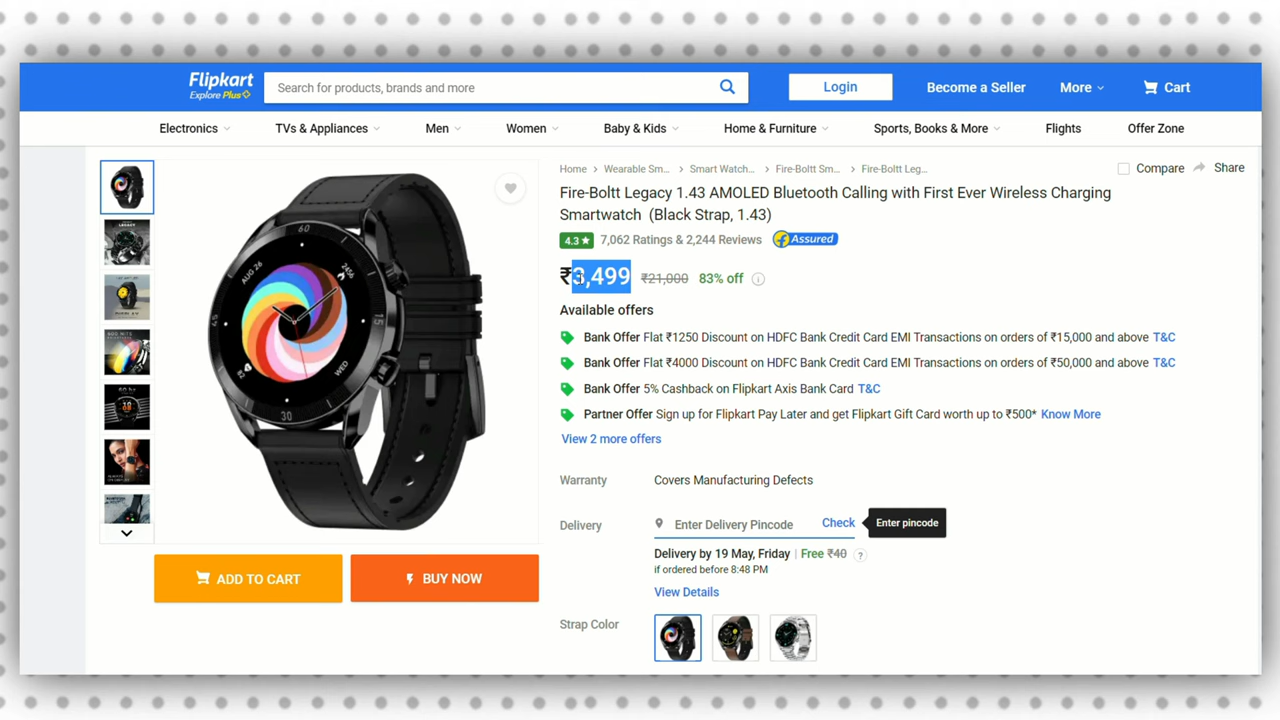 Flipkart
Explore Plus
Search for products, brands and more
Login
Become a Seller
More
Cart
Electronics
TVs & Appliances
Men
Women
Baby & Kids
Home & Furniture
Sports, Books & More
Flights
Offer Zone
Home > Wearable Sm... > Smart Watch... > Fire-Boltt Sm... > Fire-Boltt Leg...
Compare
Share
Fire-Boltt Legacy 1.43 AMOLED Bluetooth Calling with First Ever Wireless Charging
Smartwatch (Black Strap, 1.43)
4.3★ 7,062 Ratings & 2,244 Reviews Assured
₹3,499 ₹21,000 83% off
Available offers
Bank Offer Flat ₹1250 Discount on HDFC Bank Credit Card EMI Transactions on orders of ₹15,000 and above T&C
Bank Offer Flat ₹4000 Discount on HDFC Bank Credit Card EMI Transactions on orders of ₹50,000 and above T&C
Bank Offer 5% Cashback on Flipkart Axis Bank Card T&C
Partner Offer Sign up for Flipkart Pay Later and get Flipkart Gift Card worth up to ₹500* Know More
View 2 more offers
Warranty
Covers Manufacturing Defects
Delivery
Enter Delivery Pincode
Check
Enter pincode
Delivery by 19 May, Friday | Free ₹40 ?
if ordered before 8:48 PM
View Details
Strap Color
60
AUG 26
2456
45
15
82
WED
30
ADD TO CART
BUY NOW